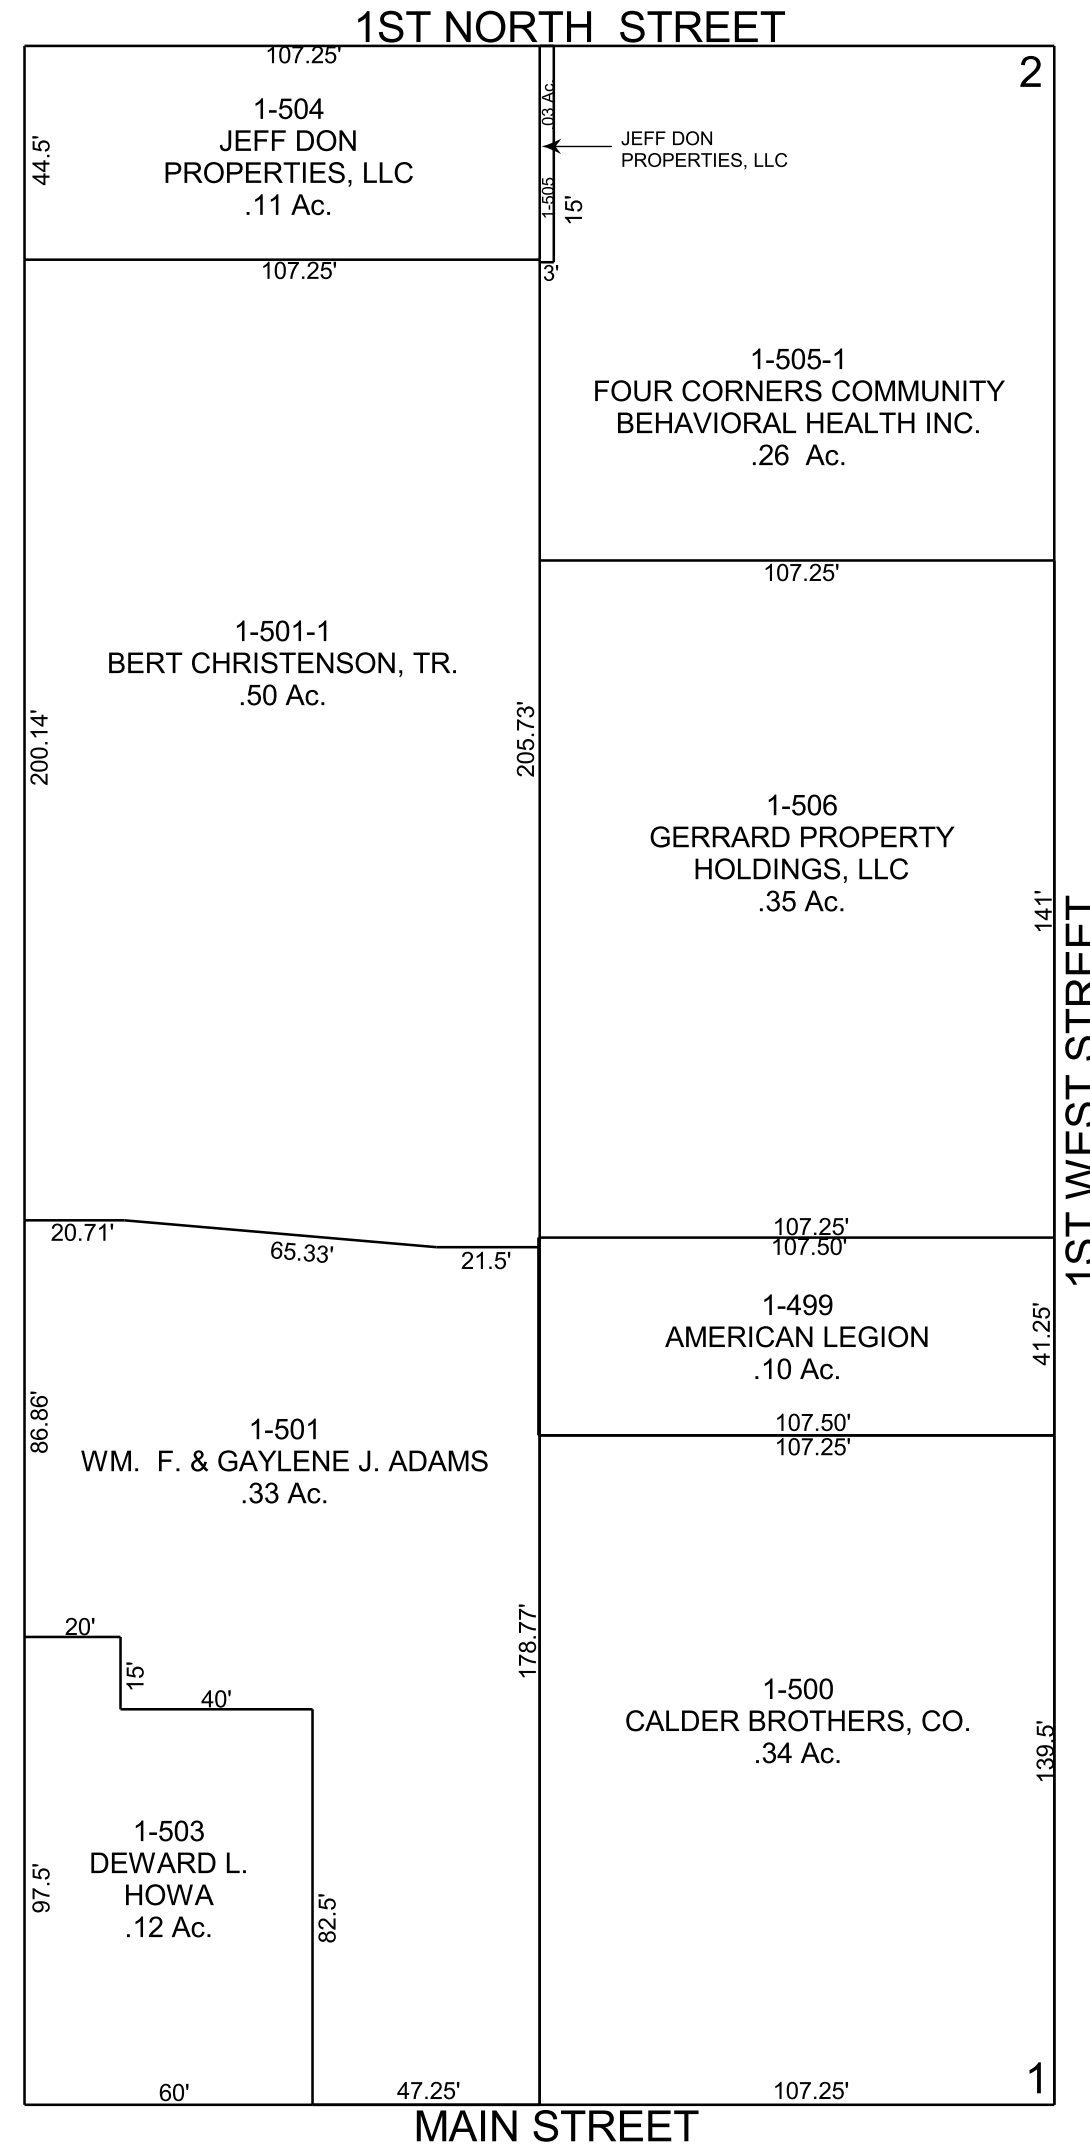 1ST NORTH  STREET
107.25'
2
44.5'
1-504
JEFF DON
PROPERTIES, LLC
.11 Ac.
.03 Ac.
1-505
JEFF DON
PROPERTIES, LLC
15'
107.25'
3'
1-505-1
FOUR CORNERS COMMUNITY
BEHAVIORAL HEALTH INC.
.26  Ac.
107.25'
1-501-1
BERT CHRISTENSON, TR.
.50 Ac.
200.14'
205.73'
1-506
GERRARD PROPERTY
HOLDINGS, LLC
.35 Ac.
141'
1ST WEST STREET
20.71'
65.33'
21.5'
107.25'
107.50'
1-499
AMERICAN LEGION
.10 Ac.
41.25'
107.50'
107.25'
86.86'
1-501
WM.  F. & GAYLENE J. ADAMS
.33 Ac.
20'
15'
40'
178.77'
1-500
CALDER BROTHERS, CO.
.34 Ac.
139.5'
1-503
DEWARD L.
HOWA
.12 Ac.
97.5'
82.5'
60'
47.25'
107.25'
1
MAIN STREET